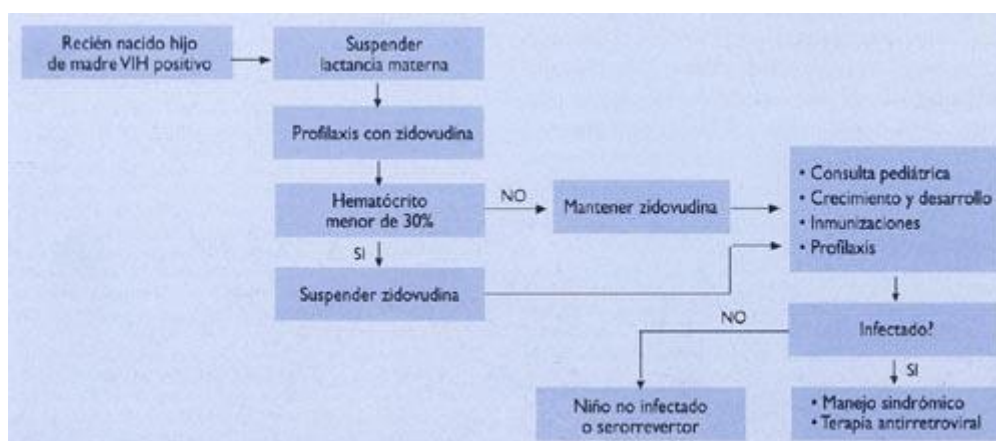 Recién nacido hijo
de madre VIH positivo
Suspender
lactancia materna
Profilaxis con zidovudina
Hematócrito
menor de 30%
NO
Mantener zidovudina
• Consulta pediátrica
• Crecimiento y desarrollo
• Inmunizaciones
• Profilaxis
SI
Suspender zidovudina
NO
Infectado?
SI
Niño no infectado
o serorrevertor
• Manejo sindrómico
• Terapia antirretroviral